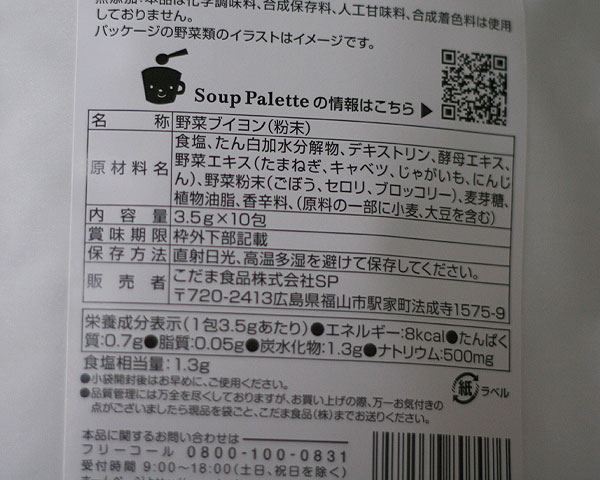 無添加:本品は化学調味料、合成保存料、人工甘味料、合成着色料は使用
しておりません。
パッケージの野菜類のイラストはイメージです。
Soup Palette の情報はこちら▶
名 称 野菜ブイヨン(粉末)
原材料名 食塩、たん白加水分解物、デキストリン、酵母エキス、
野菜エキス(たまねぎ、キャベツ、じゃがいも、にんじ
ん)、野菜粉末(ごぼう、セロリ、ブロッコリー)、麦芽糖、
植物油脂、香辛料、(原料の一部に小麦、大豆を含む)
内容量 3.5g×10包
賞味期限 枠外下部記載
保存方法 直射日光、高温多湿を避けて保存してください。
販売者 こだま食品株式会社SP
〒720-2413広島県福山市駅家町法成寺1575-9
栄養成分表示(1包3.5gあたり)●エネルギー:8kcal●たんぱく
質:0.7g●脂質:0.05g●炭水化物:1.3g●ナトリウム:500mg
食塩相当量:1.3g
●小袋開封後はお早めに、ご使用ください。
●品質管理には万全を尽くしておりますが、お買い上げの際、万一お気付きの
点がございましたら現品を袋ごと、こだま食品(株)までお送りください。
紙 ラベル
本品に関するお問い合わせは
フリーコール 0800-100-0831
受付時間 9:00~18:00(土日、祝日を除く)